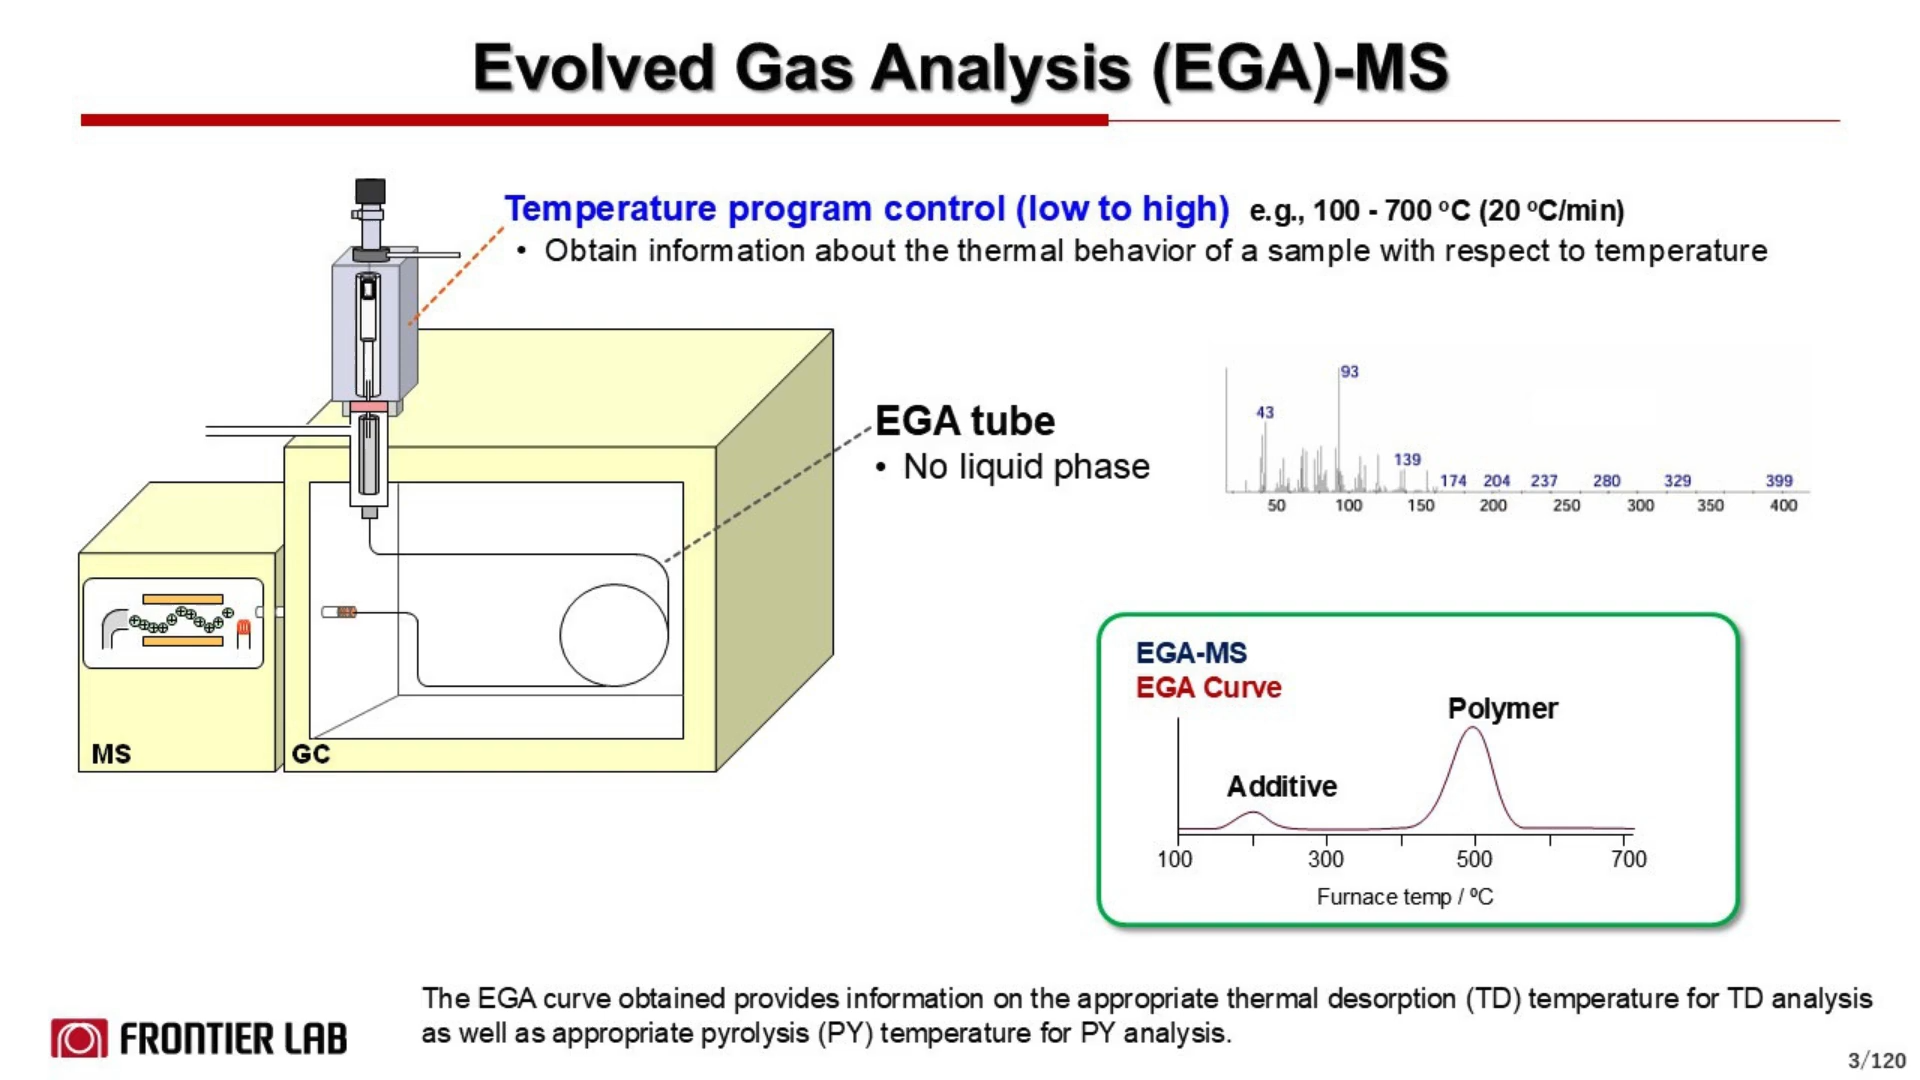 Evolved Gas Analysis (EGA)-MS
Temperature program control (low to high) e.g., 100 - 700 ºC (20 ºC/min)
• Obtain information about the thermal behavior of a sample with respect to temperature
EGA tube
• No liquid phase
93
43
139
174 204 237 280 329 399
50 100 150 200 250 300 350 400
MS
GC
EGA-MS
EGA Curve
Polymer
Additive
100 300 500 700
Furnace temp / ºC
The EGA curve obtained provides information on the appropriate thermal desorption (TD) temperature for TD analysis
as well as appropriate pyrolysis (PY) temperature for PY analysis.
FRONTIER LAB
3/120